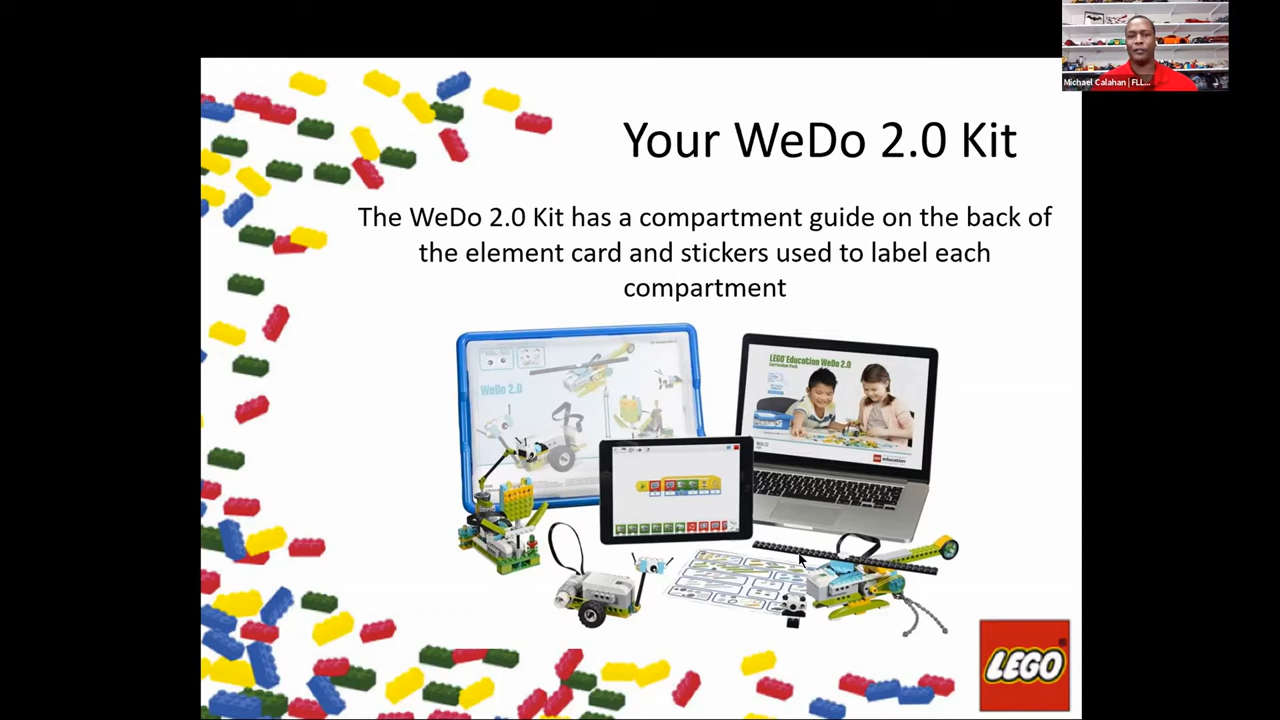 Michael Calahan | FLL...
Your WeDo 2.0 Kit
The WeDo 2.0 Kit has a compartment guide on the back of
the element card and stickers used to label each
compartment
WeDo 2.0
LEGO Education WeDo 2.0
Curriculum Pack
education
LEGO